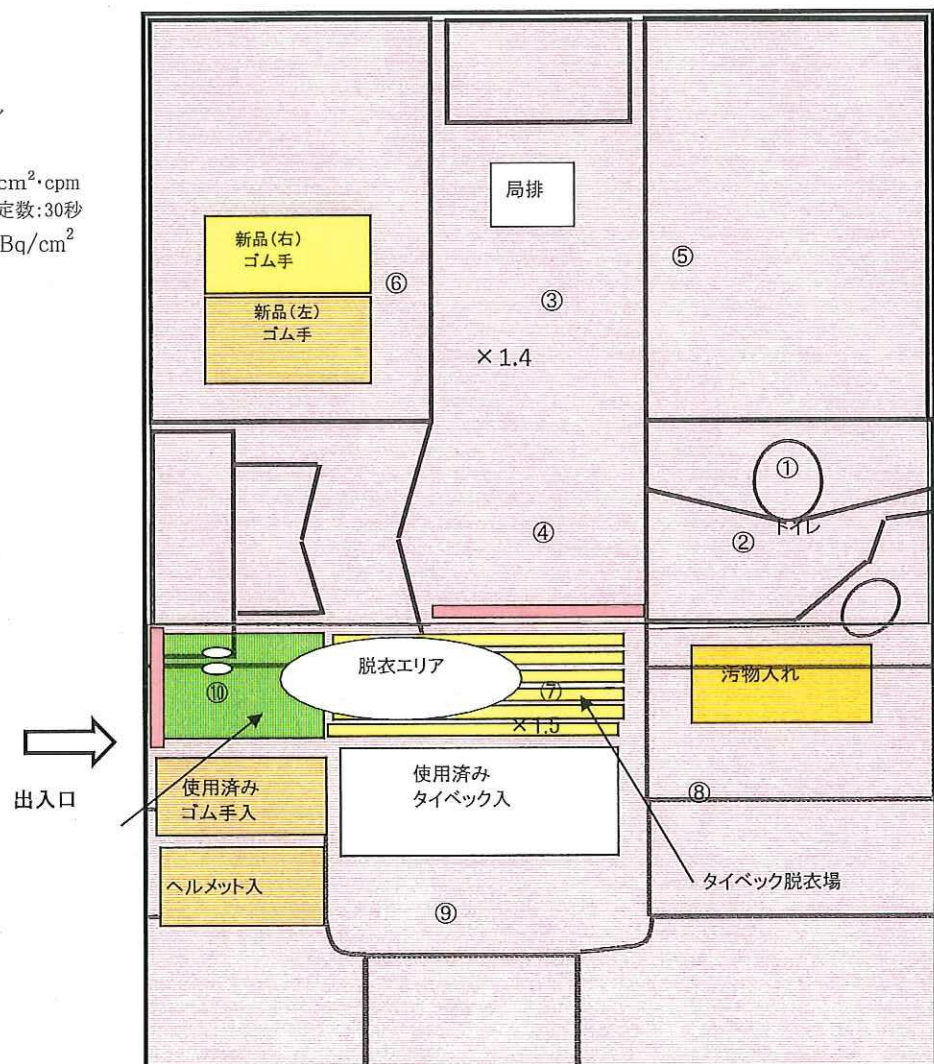 cm²・cpm
定数:30秒
Bq/cm²
局排
新品(右)
ゴム手
新品(左)
ゴム手
⑥
③
⑤
×1.4
①
トイレ
②
④
脱衣エリア
⑦
⑩
×1.5
汚物入れ
出入口
使用済み
ゴム手入
使用済み
タイベック入
⑧
ヘルメット入
タイベック脱衣場
⑨